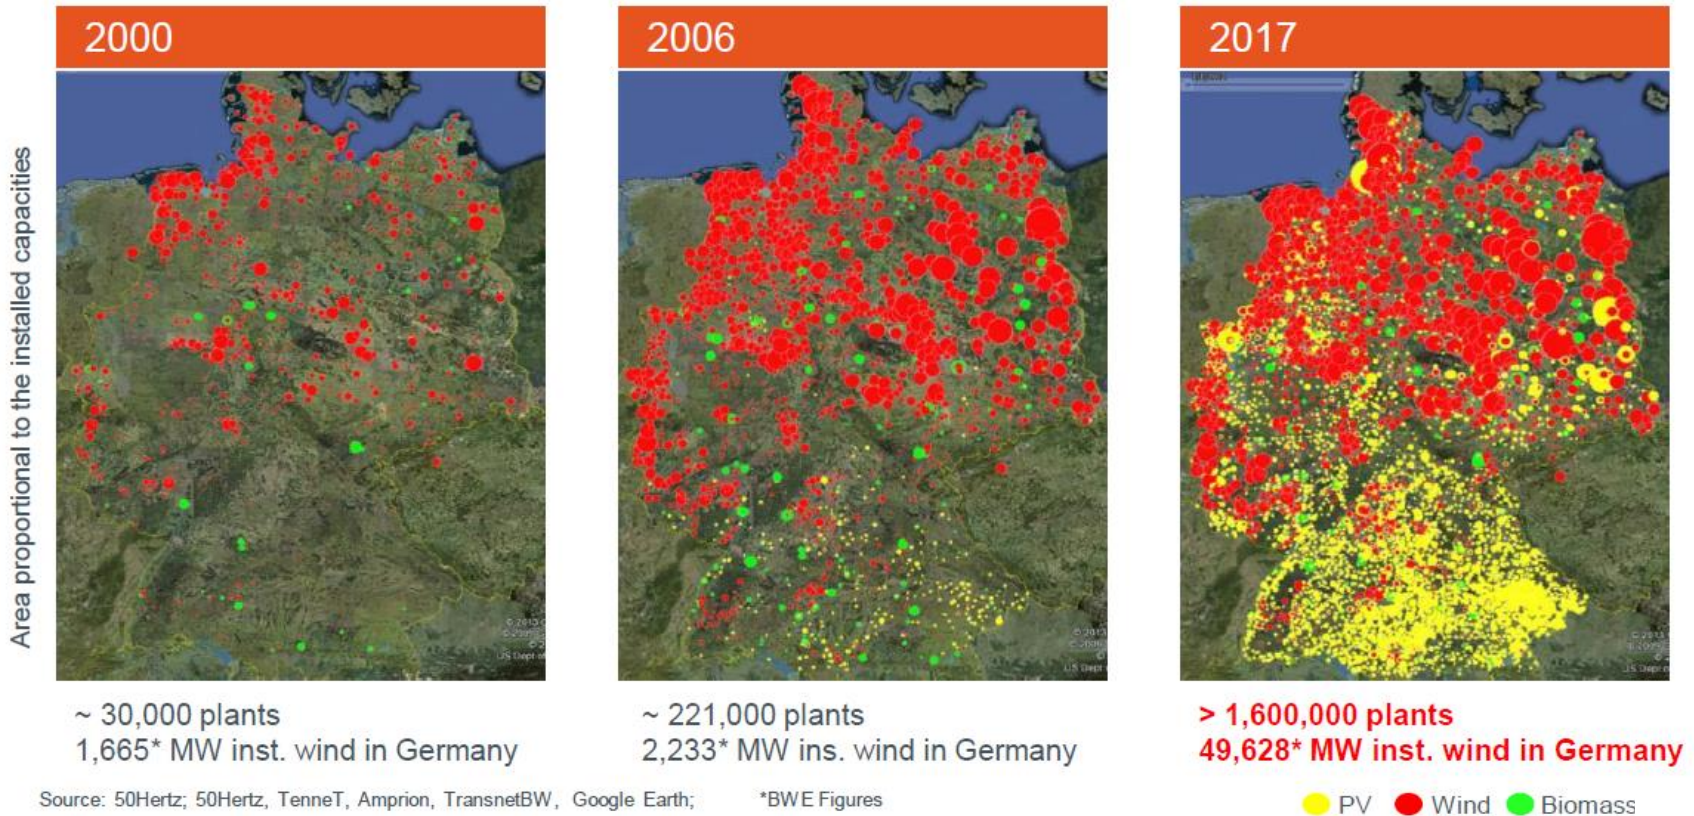 2000
2006
2017
Area proportional to the installed capacities
~ 30,000 plants
1,665* MW inst. wind in Germany
~ 221,000 plants
2,233* MW ins. wind in Germany
> 1,600,000 plants
49,628* MW inst. wind in Germany
Source: 50Hertz; 50Hertz, TenneT, Amprion, TransnetBW, Google Earth;
*BWE Figures
PV
Wind
Biomass